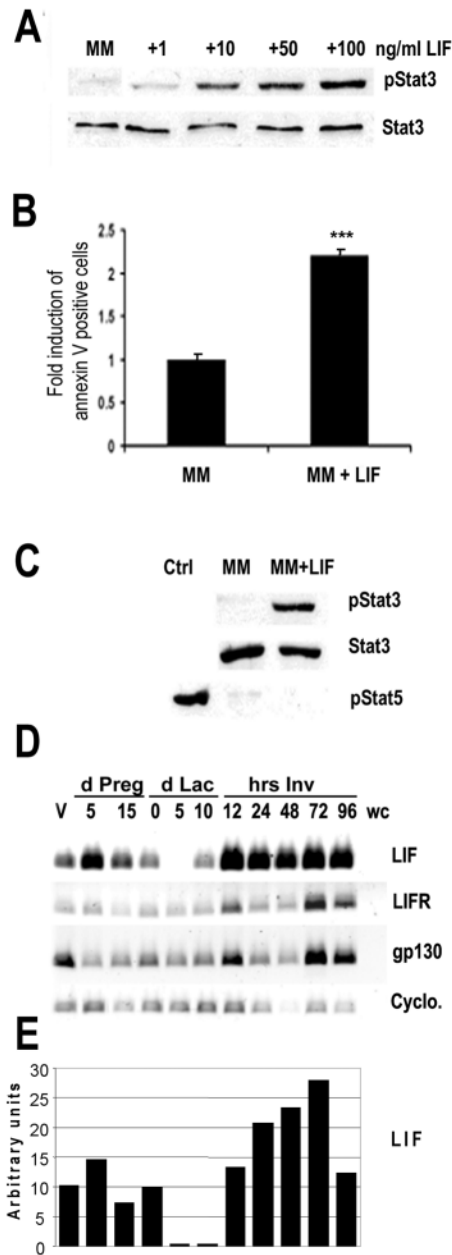 A
MM +1 +10 +50 +100 ng/ml LIF
pStat3
Stat3
B
Fold induction of
annexin V positive cells
2.5
2
1.5
1
0.5
0
***
MM MM + LIF
C
Ctrl MM MM+LIF
pStat3
Stat3
pStat5
D
d Preg d Lac hrs Inv
V 5 15 0 5 10 12 24 48 72 96 wc
LIF
LIFR
gp130
Cyclo.
E
Arbitrary units
30
25
20
15
10
5
0
LIF